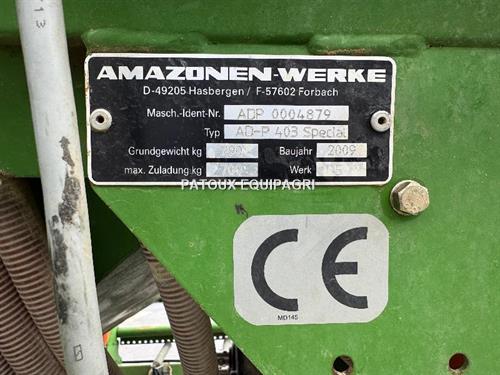 AMAZONEN-WERKE
D-49205 Hasbergen / F-57602 Forbach
Masch.-Ident-Nr. ADP 0004879
Typ AD-P 403 Special
Grundgewicht kg Baujahr 2009
max. Zuladung kg Werk
PATOUX EQUIPAGRI
CE
MD145
13